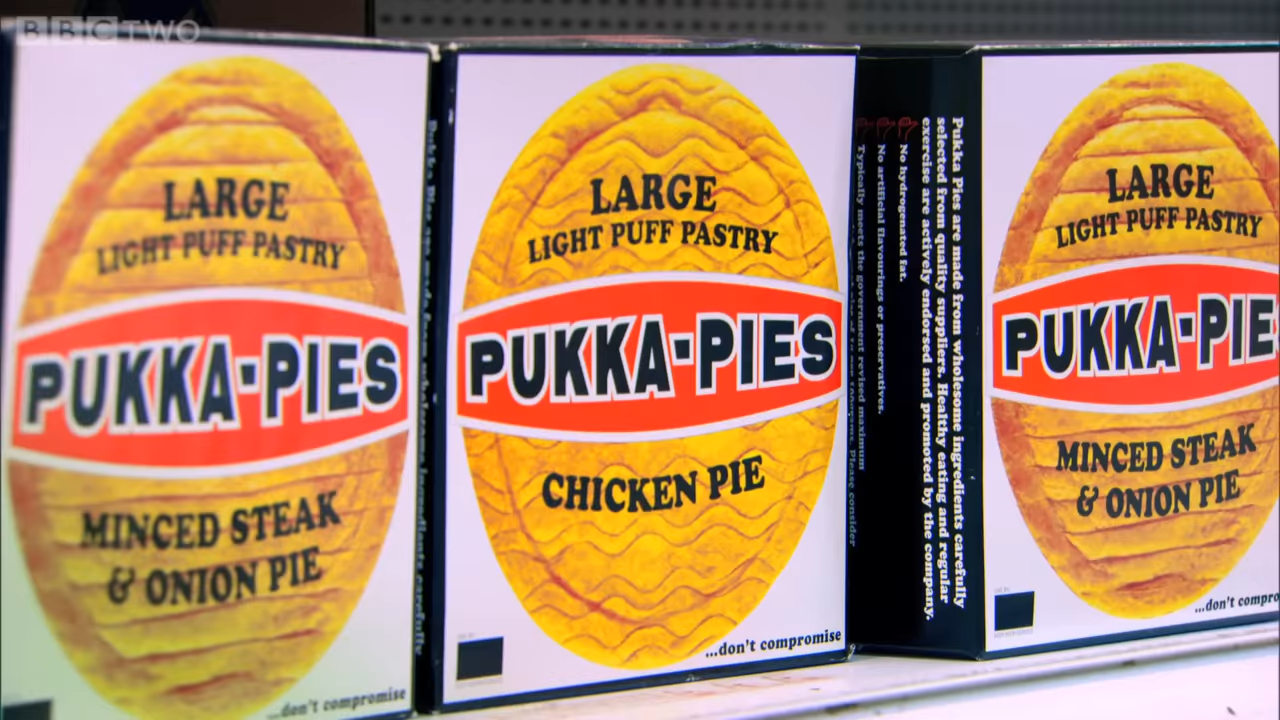 BBC TWO
LARGE
LIGHT PUFF PASTRY
PUKKA-PIES
MINCED STEAK
& ONION PIE
...don't compromise
LARGE
LIGHT PUFF PASTRY
PUKKA-PIES
CHICKEN PIE
...don't compromise
Pukka Pies are made from wholesome ingredients carefully
selected from quality suppliers. Healthy eating and regular
exercise are actively endorsed and promoted by the company.
No hydrogenated fat.
No artificial flavourings or preservatives.
Typically meets the government revised maximum
Please consider
LARGE
LIGHT PUFF PASTRY
PUKKA-PIE
MINCED STEAK
& ONION PIE
...don't compro